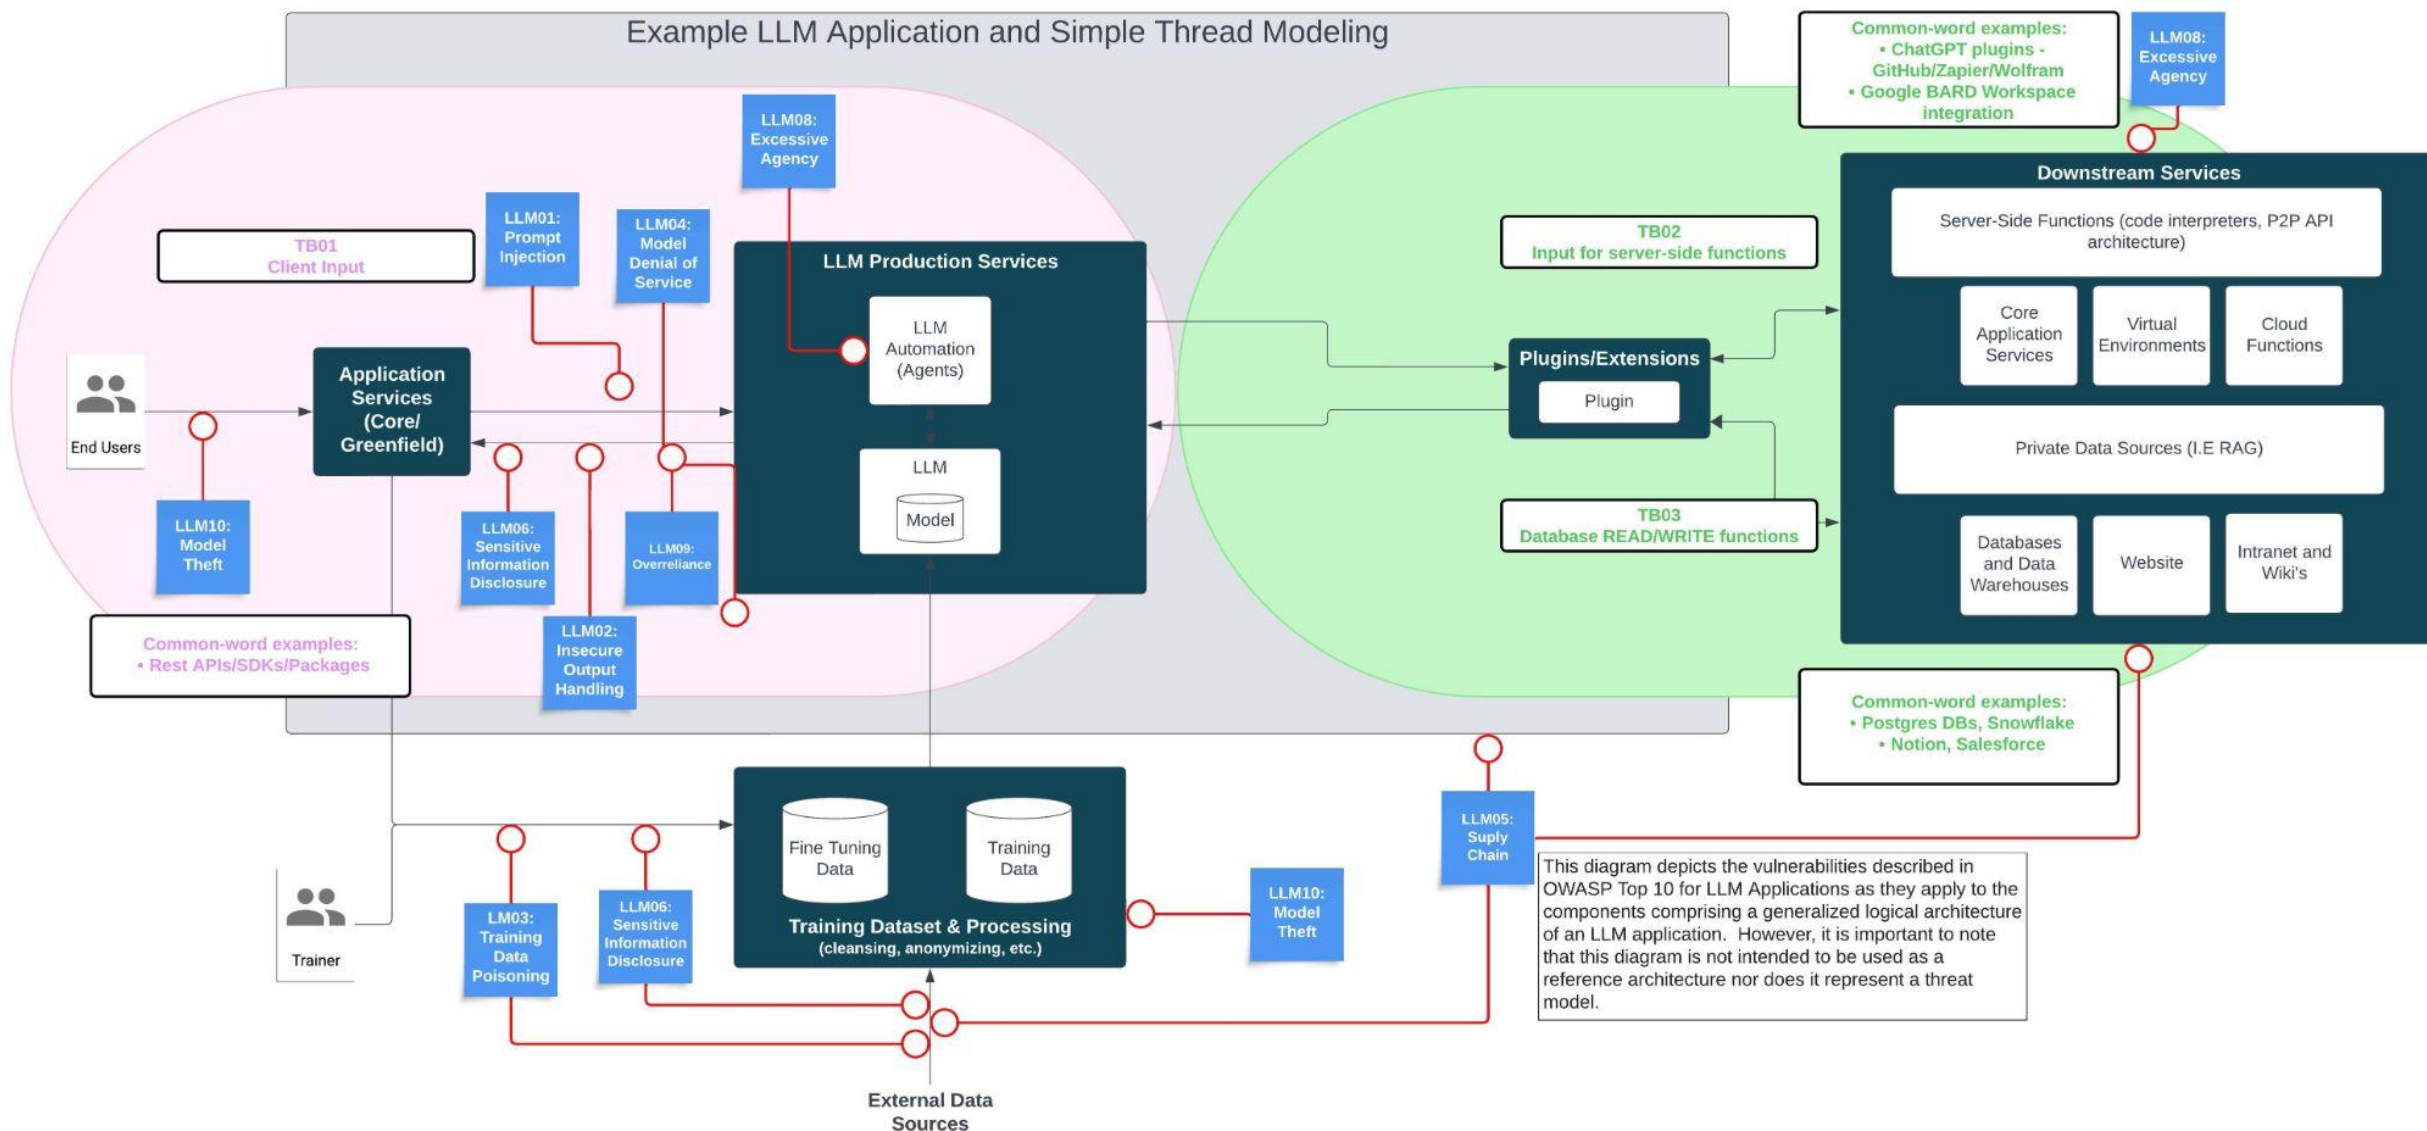 Example LLM Application and Simple Thread Modeling
Common-word examples:
• ChatGPT plugins -
GitHub/Zapier/Wolfram
• Google BARD Workspace
integration
LLM08:
Excessive
Agency
LLM08:
Excessive
Agency
LLM01:
Prompt
Injection
LLM04:
Model
Denial of
Service
TB01
Client Input
LLM Production Services
LLM
Automation
(Agents)
LLM
Model
End Users
Application
Services
(Core/
Greenfield)
LLM10:
Model
Theft
LLM06:
Sensitive
Information
Disclosure
LLM09:
Overreliance
LLM02:
Insecure
Output
Handling
Common-word examples:
• Rest APIs/SDKs/Packages
TB02
Input for server-side functions
Plugins/Extensions
Plugin
TB03
Database READ/WRITE functions
Downstream Services
Server-Side Functions (code interpreters, P2P API
architecture)
Core
Application
Services
Virtual
Environments
Cloud
Functions
Private Data Sources (I.E RAG)
Databases
and Data
Warehouses
Website
Intranet and
Wiki's
Common-word examples:
• Postgres DBs, Snowflake
• Notion, Salesforce
Trainer
LM03:
Training
Data
Poisoning
LLM06:
Sensitive
Information
Disclosure
Fine Tuning
Data
Training
Data
Training Dataset & Processing
(cleansing, anonymizing, etc.)
LLM10:
Model
Theft
LLM05:
Suply
Chain
This diagram depicts the vulnerabilities described in
OWASP Top 10 for LLM Applications as they apply to the
components comprising a generalized logical architecture
of an LLM application. However, it is important to note
that this diagram is not intended to be used as a
reference architecture nor does it represent a threat
model.
External Data
Sources